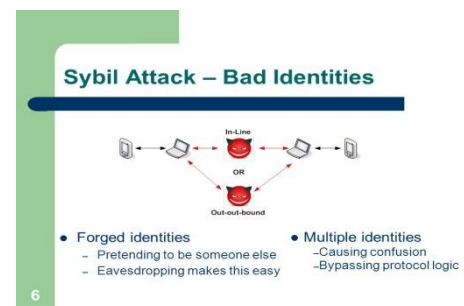 Sybil Attack – Bad Identities
In-Line
OR
Out-out-bound
● Forged identities
– Pretending to be someone else
– Eavesdropping makes this easy
● Multiple identities
–Causing confusion
–Bypassing protocol logic
6